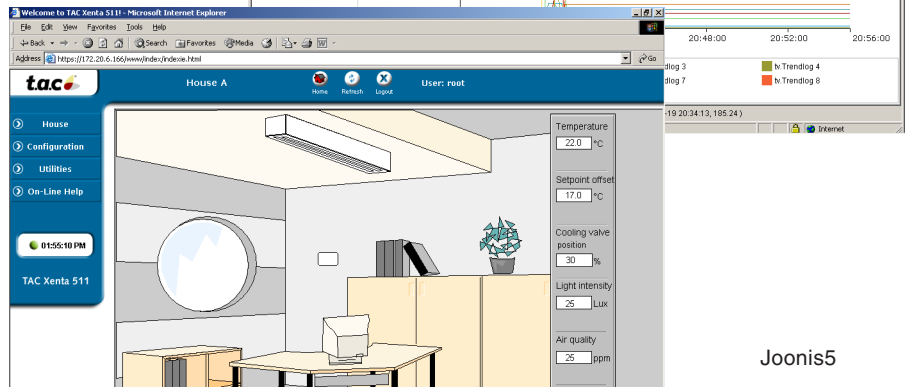 Welcome to TAC Xenta 511! - Microsoft Internet Explorer
File Edit View Favorites Tools Help
Back Search Favorites Media
Address https://172.20.6.166/www/index/indexie.html Go
t.a.c House A Home Refresh Logout User: root
House
Configuration
Utilities
On-Line Help
01:55:10 PM
TAC Xenta 511
Temperature
22.0 °C
Setpoint offset
17.0 °C
Cooling valve
position
30 %
Light intensity
25 Lux
Air quality
25 ppm
20:48:00 20:52:00 20:56:00
dlog 3 tv.Trendlog 4
dlog 7 tv.Trendlog 8
-19 20:34:13, 185.24 )
Internet
Joonis5